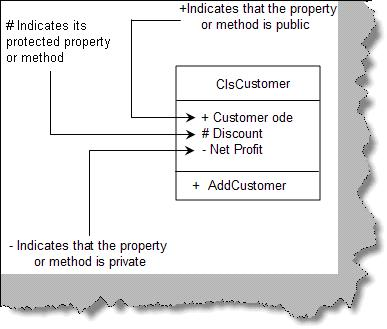 +Indicates that the property
or method is public
# Indicates its
protected property
or method
ClsCustomer
+ Customer ode
# Discount
- Net Profit
+ AddCustomer
- Indicates that the property
or method is private